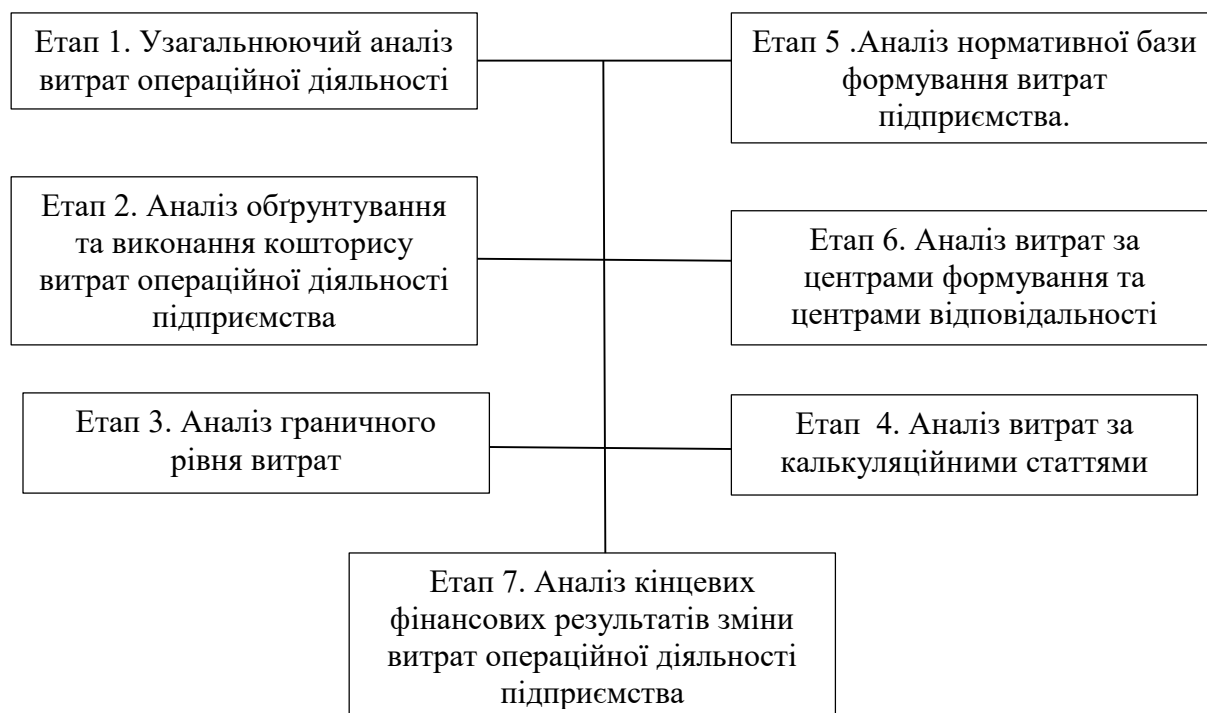 Етап 1. Узагальнюючий аналіз
витрат операційної діяльності
Етап 5 .Аналіз нормативної бази
формування витрат
підприємства.
Етап 2. Аналіз обґрунтування
та виконання кошторису
витрат операційної діяльності
підприємства
Етап 6. Аналіз витрат за
центрами формування та
центрами відповідальності
Етап 3. Аналіз граничного
рівня витрат
Етап 4. Аналіз витрат за
калькуляційними статтями
Етап 7. Аналіз кінцевих
фінансових результатів зміни
витрат операційної діяльності
підприємства